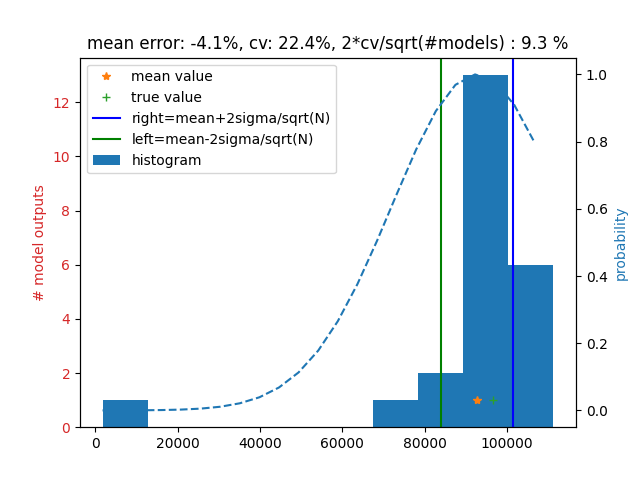 mean error: -4.1%, cv: 22.4%, 2*cv/sqrt(#models) : 9.3 %
mean value
true value
right=mean+2sigma/sqrt(N)
left=mean-2sigma/sqrt(N)
histogram
# model outputs
12
10
8
6
4
2
0
0
20000
40000
60000
80000
100000
1.0
0.8
0.6
0.4
0.2
0.0
probability